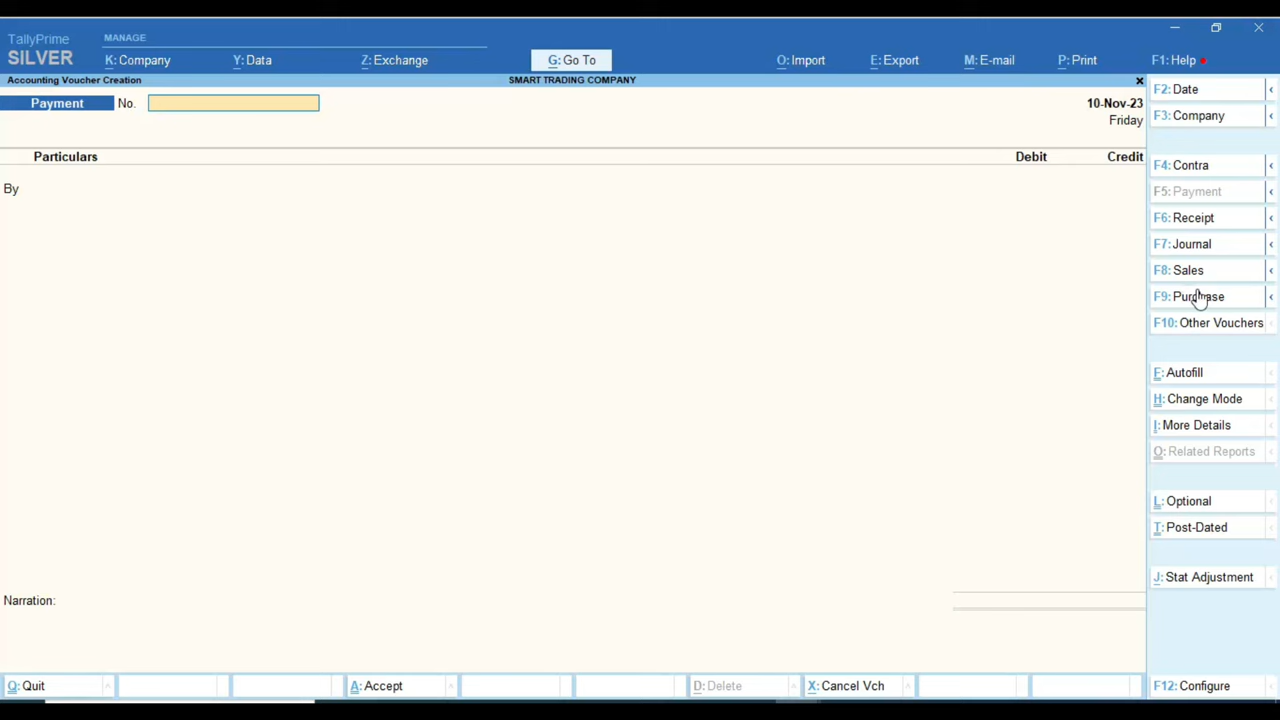 TallyPrime
MANAGE
SILVER
K: Company
Y: Data
Z: Exchange
G: Go To
O: Import
E: Export
M: E-mail
P: Print
F1: Help
Accounting Voucher Creation
SMART TRADING COMPANY
Payment No.
10-Nov-23
Friday
Particulars
Debit
Credit
By
Narration:
F2: Date
F3: Company
F4: Contra
F5: Payment
F6: Receipt
F7: Journal
F8: Sales
F9: Purchase
F10: Other Vouchers
F: Autofill
H: Change Mode
I: More Details
O: Related Reports
L: Optional
T: Post-Dated
J: Stat Adjustment
Q: Quit
A: Accept
D: Delete
X: Cancel Vch
F12: Configure